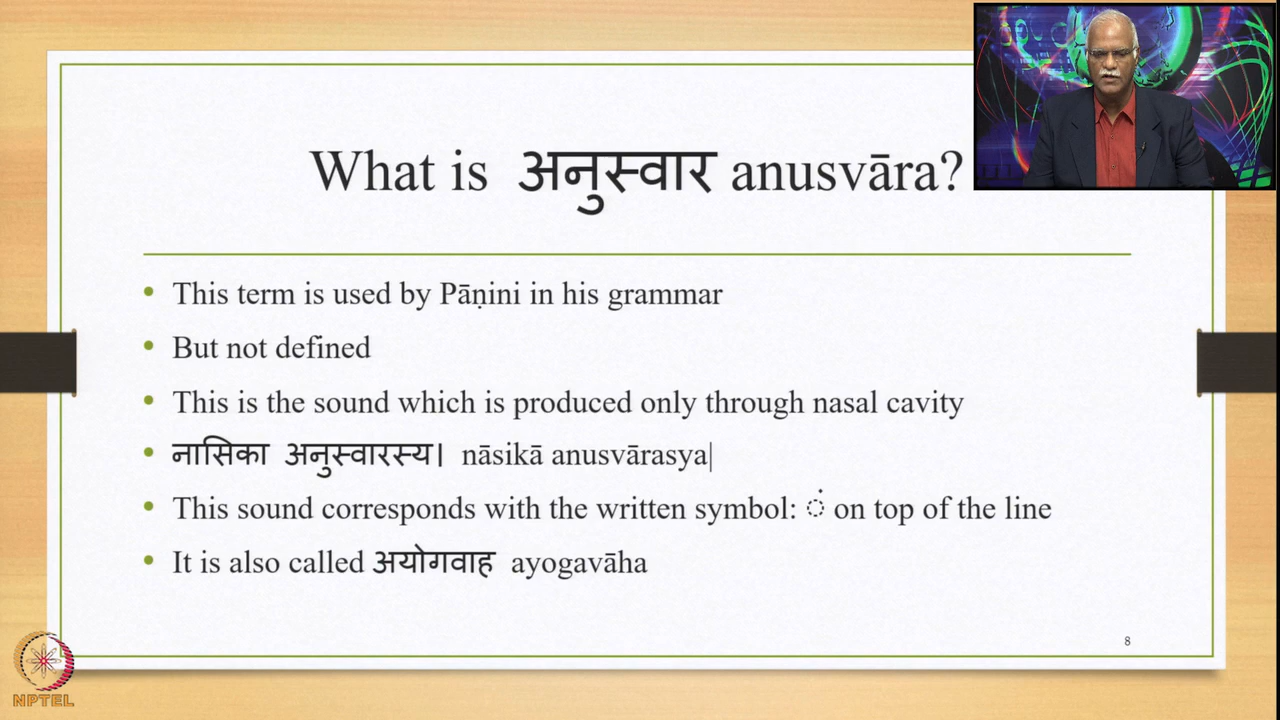 What is अनुस्वार anusvāra?
• This term is used by Pāṇini in his grammar
• But not defined
• This is the sound which is produced only through nasal cavity
• नासिका अनुस्वारस्य। nāsikā anusvārasya|
• This sound corresponds with the written symbol: ं on top of the line
• It is also called अयोगवाह ayogavāha
8
NPTEL